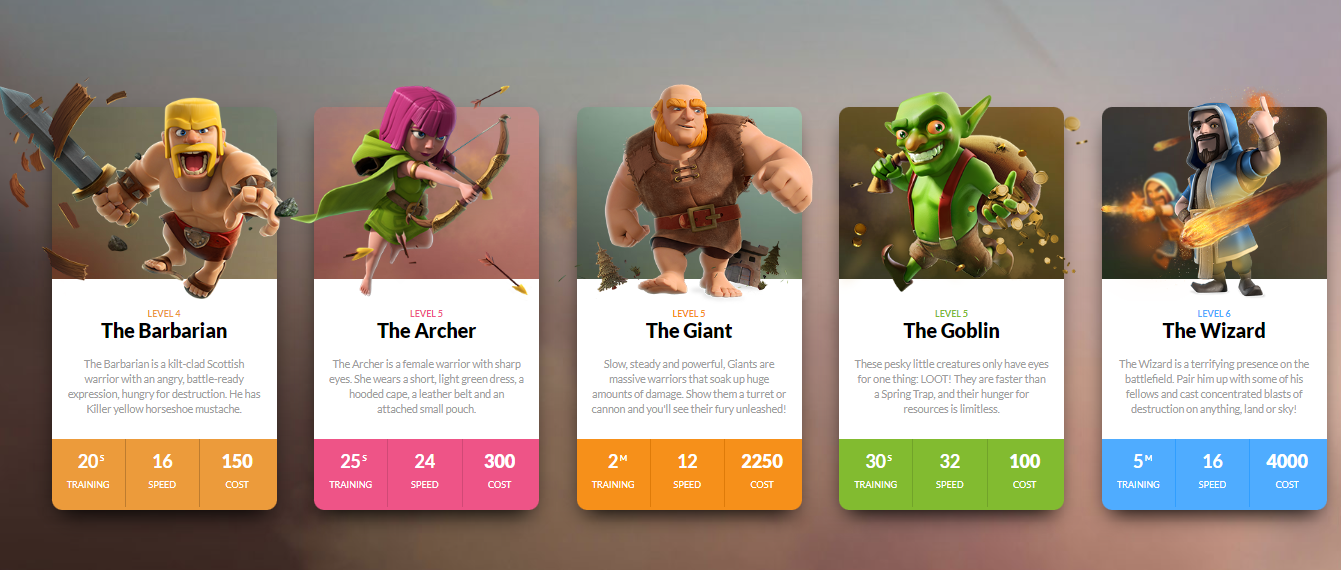 LEVEL 4
The Barbarian
The Barbarian is a kilt-clad Scottish
warrior with an angry, battle-ready
expression, hungry for destruction. He has
Killer yellow horseshoe mustache.
20S
TRAINING
16
SPEED
150
COST
LEVEL 5
The Archer
The Archer is a female warrior with sharp
eyes. She wears a short, light green dress, a
hooded cape, a leather belt and an
attached small pouch.
25S
TRAINING
24
SPEED
300
COST
LEVEL 5
The Giant
Slow, steady and powerful, Giants are
massive warriors that soak up huge
amounts of damage. Show them a turret or
cannon and you'll see their fury unleashed!
2M
TRAINING
12
SPEED
2250
COST
LEVEL 5
The Goblin
These pesky little creatures only have eyes
for one thing: LOOT! They are faster than
a Spring Trap, and their hunger for
resources is limitless.
30S
TRAINING
32
SPEED
100
COST
LEVEL 6
The Wizard
The Wizard is a terrifying presence on the
battlefield. Pair him up with some of his
fellows and cast concentrated blasts of
destruction on anything, land or sky!
5M
TRAINING
16
SPEED
4000
COST